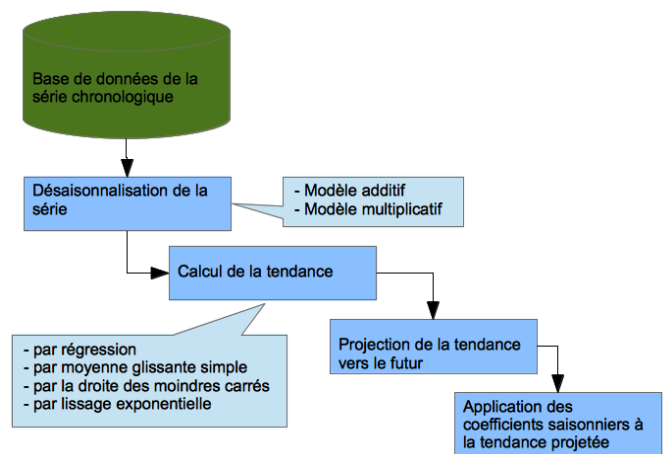 Base de données de la
série chronologique
Désaisonnalisation de la
série
- Modèle additif
- Modèle multiplicatif
Calcul de la tendance
- par régression
- par moyenne glissante simple
- par la droite des moindres carrés
- par lissage exponentielle
Projection de la tendance
vers le futur
Application des
coefficients saisonniers à
la tendance projetée